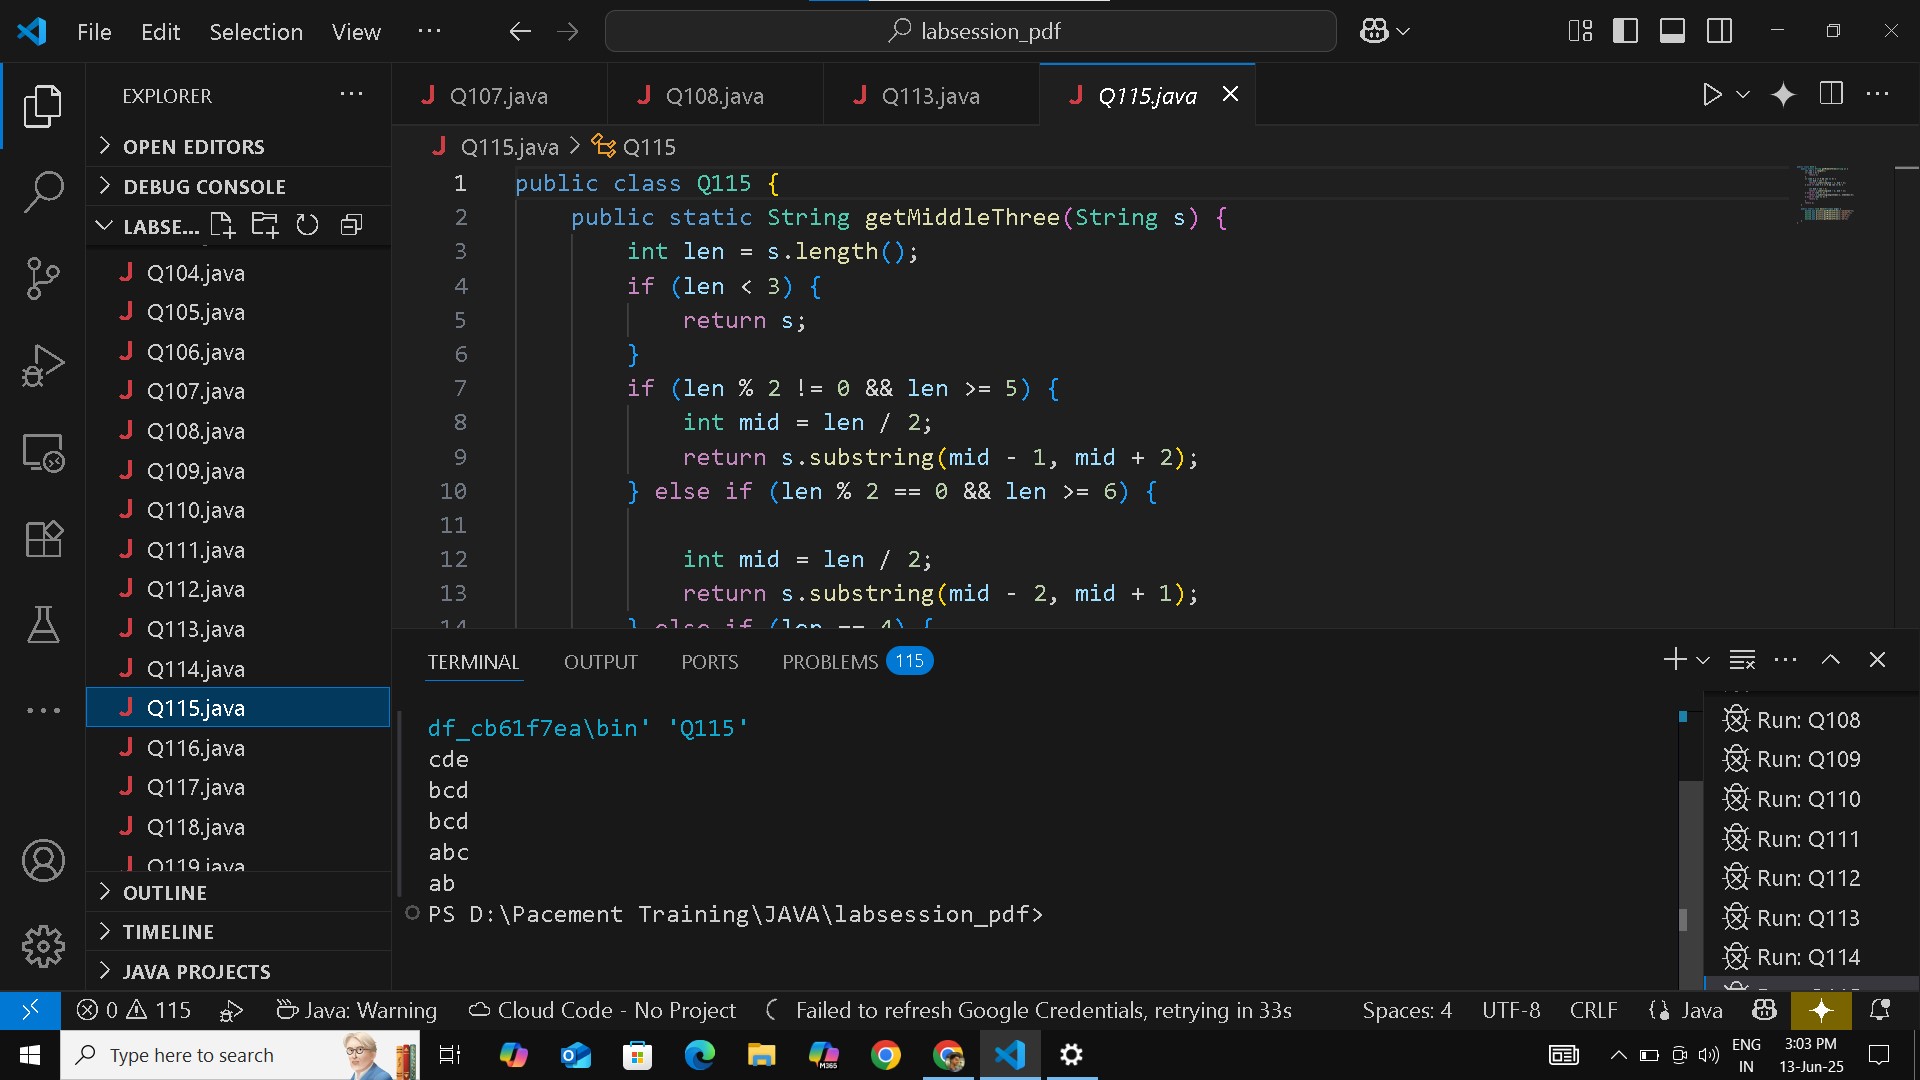 File Edit Selection View ... labsession_pdf
EXPLORER ...
OPEN EDITORS
DEBUG CONSOLE
LABSE...
Q104.java
Q105.java
Q106.java
Q107.java
Q108.java
Q109.java
Q110.java
Q111.java
Q112.java
Q113.java
Q114.java
Q115.java
Q116.java
Q117.java
Q118.java
Q119.java
OUTLINE
TIMELINE
JAVA PROJECTS
J Q107.java J Q108.java J Q113.java J Q115.java
J Q115.java > Q115
1 public class Q115 {
2 public static String getMiddleThree(String s) {
3 int len = s.length();
4 if (len < 3) {
5 return s;
6 }
7 if (len % 2 != 0 && len >= 5) {
8 int mid = len / 2;
9 return s.substring(mid - 1, mid + 2);
10 } else if (len % 2 == 0 && len >= 6) {
11
12 int mid = len / 2;
13 return s.substring(mid - 2, mid + 1);
14 } else if (len == 4) {
TERMINAL OUTPUT PORTS PROBLEMS 115
df_cb61f7ea\bin' 'Q115'
cde
bcd
bcd
abc
ab
PS D:\Pacement Training\JAVA\labsession_pdf>
Run: Q108
Run: Q109
Run: Q110
Run: Q111
Run: Q112
Run: Q113
Run: Q114
0 115 Java: Warning Cloud Code - No Project Failed to refresh Google Credentials, retrying in 33s Spaces: 4 UTF-8 CRLF Java
Type here to search M365 ENG IN 3:03 PM 13-Jun-25